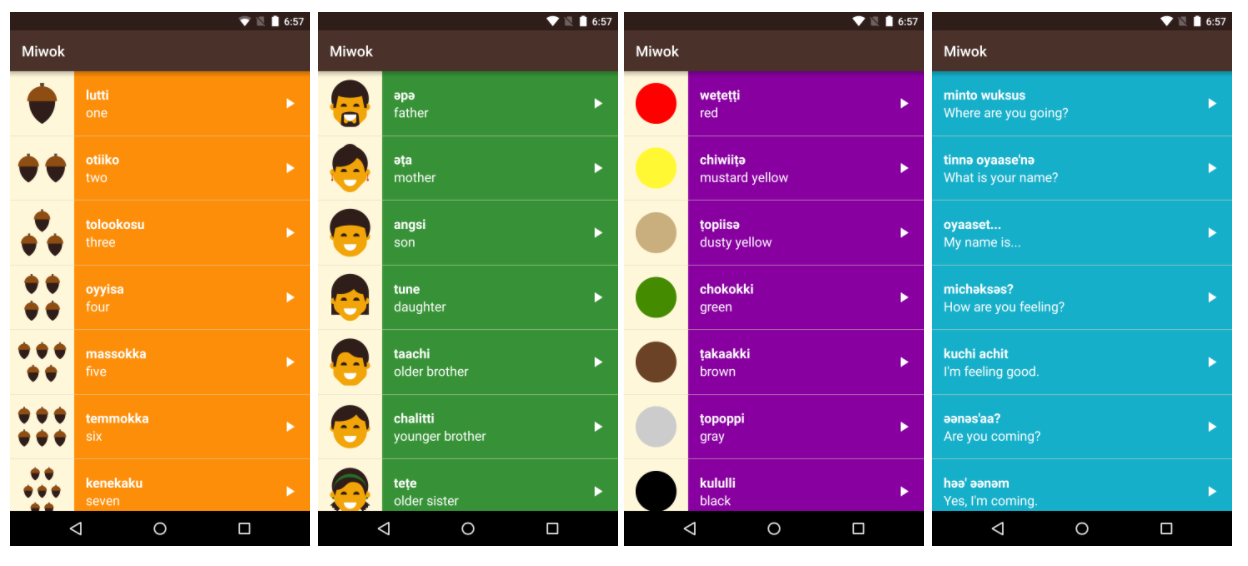 6:57
Miwok
lutti
one
otiiko
two
tolookosu
three
oyyisa
four
massokka
five
temmokka
six
kenekaku
seven
6:57
Miwok
əpə
father
әṭa
mother
angsi
son
tune
daughter
taachi
older brother
chalitti
younger brother
teṭe
older sister
6:57
Miwok
weṭeṭṭi
red
chiwiiṭə
mustard yellow
ṭopiisə
dusty yellow
chokokki
green
ṭakaakki
brown
ṭopoppi
gray
kululli
black
6:57
Miwok
minto wuksus
Where are you going?
tinnə oyaase'nə
What is your name?
oyaaset...
My name is...
michəksəs?
How are you feeling?
kuchi achit
I'm feeling good.
əənəs'aa?
Are you coming?
həə' əənəm
Yes, I'm coming.